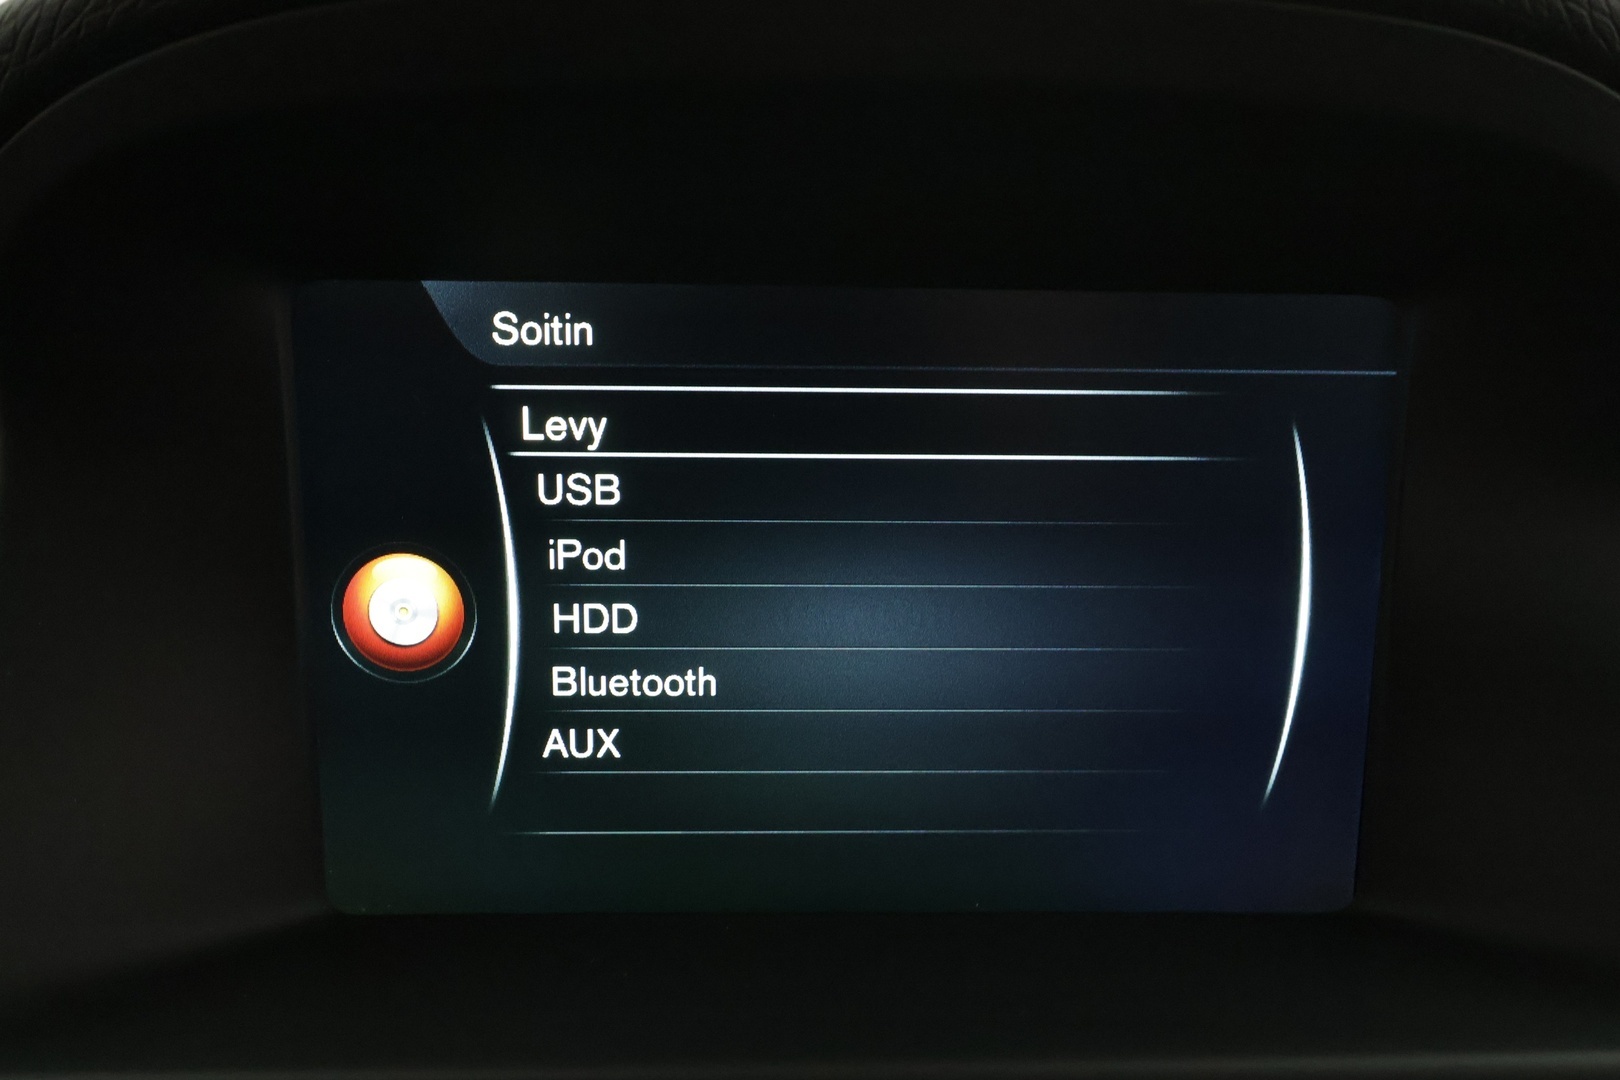 Soitin
Levy
USB
iPod
HDD
Bluetooth
AUX